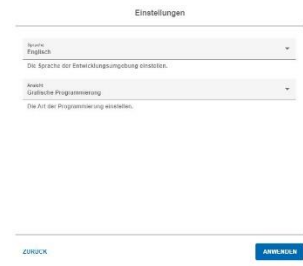 Einstellungen
Sprache
Englisch
Die Sprache der Entwicklungsumgebung einstellen.
Ansicht
Grafische Programmierung
Die Art der Programmierung einstellen.
ZURÜCK
ANWENDEN